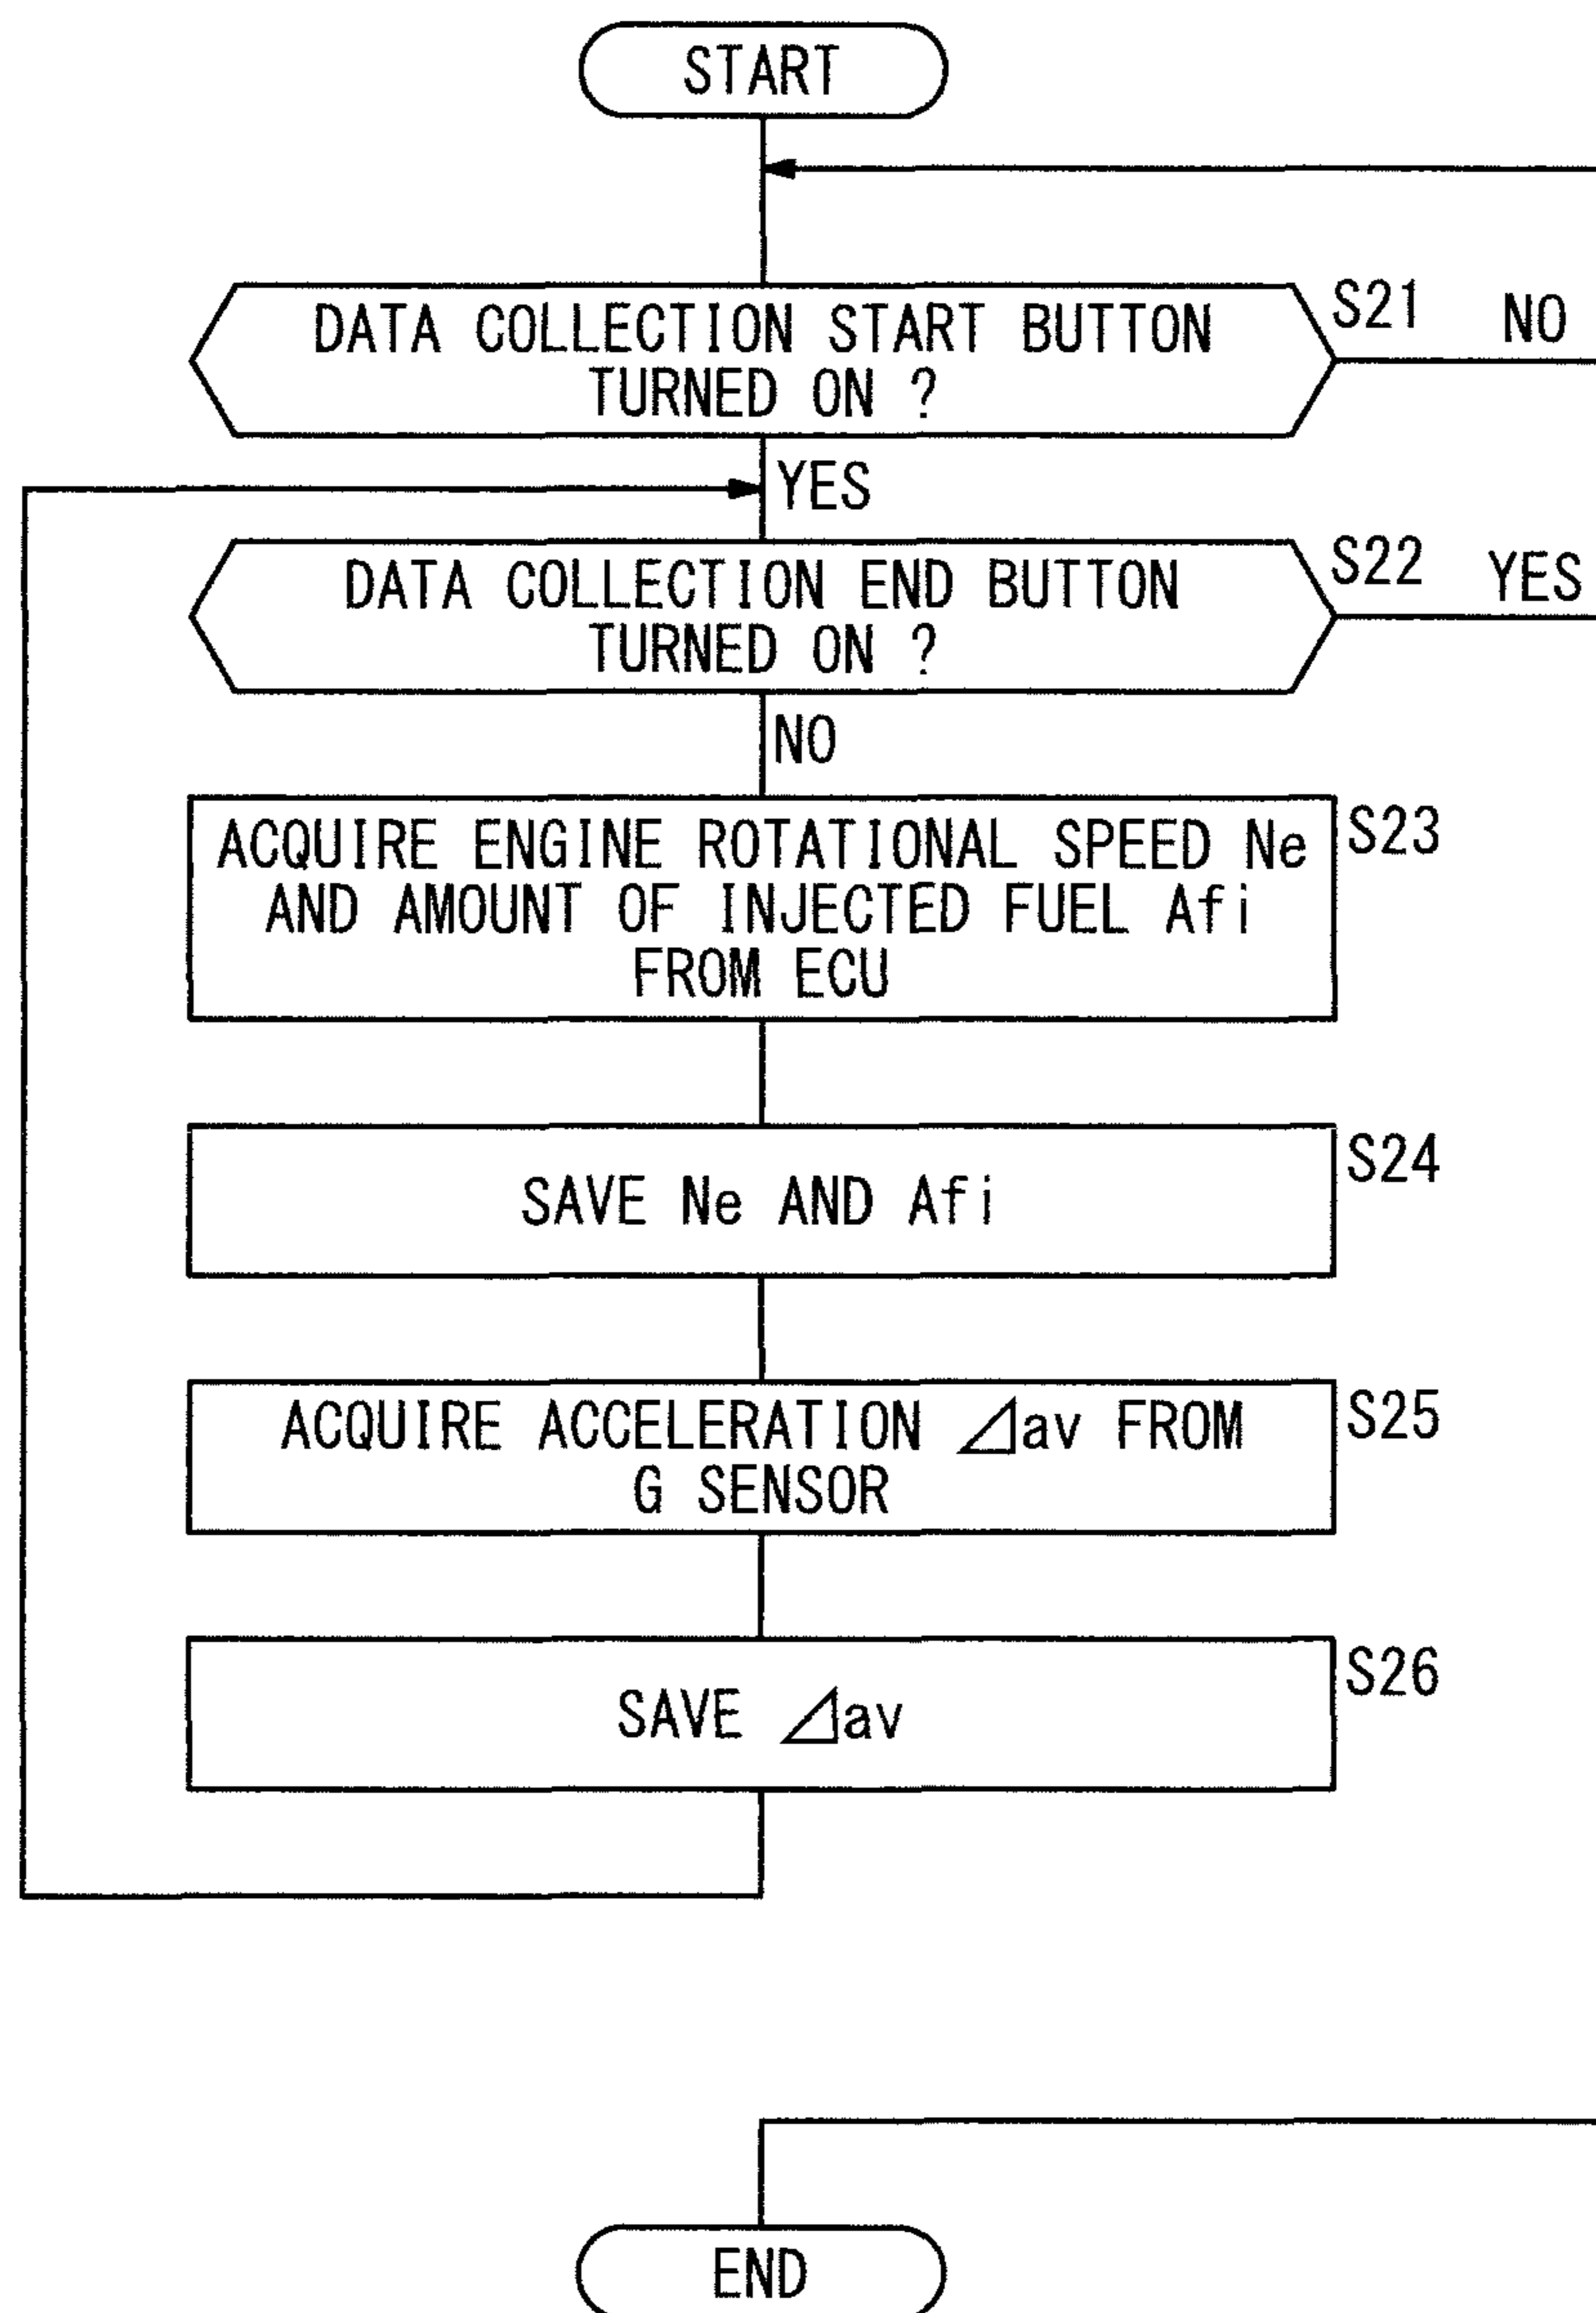 START
DATA COLLECTION START BUTTON
TURNED ON ?
S21
NO
YES
DATA COLLECTION END BUTTON
TURNED ON ?
S22
YES
NO
ACQUIRE ENGINE ROTATIONAL SPEED Ne
AND AMOUNT OF INJECTED FUEL Afi
FROM ECU
S23
SAVE Ne AND Afi
S24
ACQUIRE ACCELERATION ⊿av FROM
G SENSOR
S25
SAVE ⊿av
S26
END